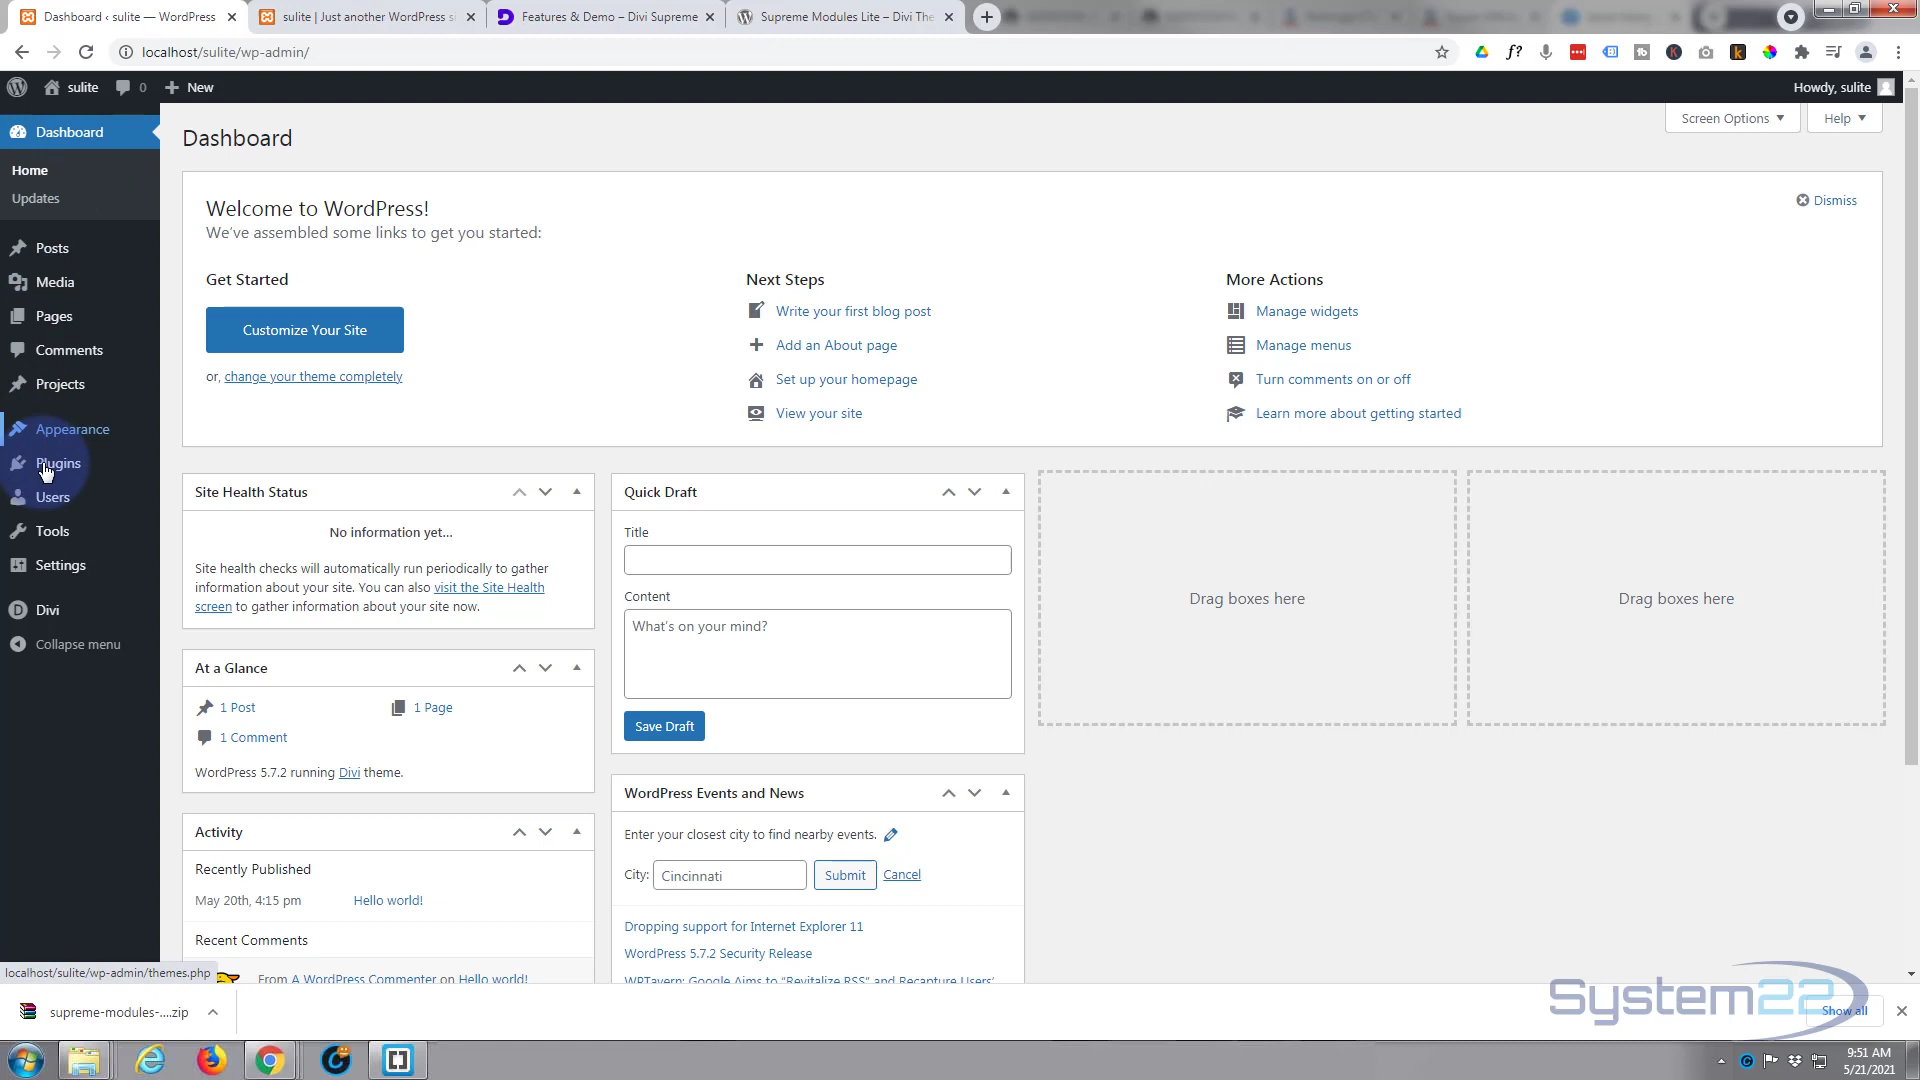 Dashboard ‹ sulite — WordPress
sulite | Just another WordPress s
Features & Demo – Divi Supreme
Supreme Modules Lite – Divi The
localhost/sulite/wp-admin/
sulite
0
New
Howdy, sulite
Dashboard
Home
Updates
Posts
Media
Pages
Comments
Projects
Appearance
Plugins
Users
Tools
Settings
Divi
Collapse menu
Dashboard
Screen Options
Help
Welcome to WordPress!
We've assembled some links to get you started:
Dismiss
Get Started
Customize Your Site
or, change your theme completely
Next Steps
Write your first blog post
Add an About page
Set up your homepage
View your site
More Actions
Manage widgets
Manage menus
Turn comments on or off
Learn more about getting started
Site Health Status
No information yet...
Site health checks will automatically run periodically to gather
information about your site. You can also visit the Site Health
screen to gather information about your site now.
At a Glance
1 Post
1 Page
1 Comment
WordPress 5.7.2 running Divi theme.
Activity
Recently Published
May 20th, 4:15 pm
Hello world!
Recent Comments
From A WordPress Commenter on Hello world!
Quick Draft
Title
Content
What's on your mind?
Save Draft
WordPress Events and News
Enter your closest city to find nearby events.
City:
Cincinnati
Submit
Cancel
Dropping support for Internet Explorer 11
WordPress 5.7.2 Security Release
WPTavern: Google Aims to "Revitalize RSS" and Recapture Users'
Drag boxes here
Drag boxes here
localhost/sulite/wp-admin/themes.php
supreme-modules-....zip
System22
Show all
9:51 AM
5/21/2021